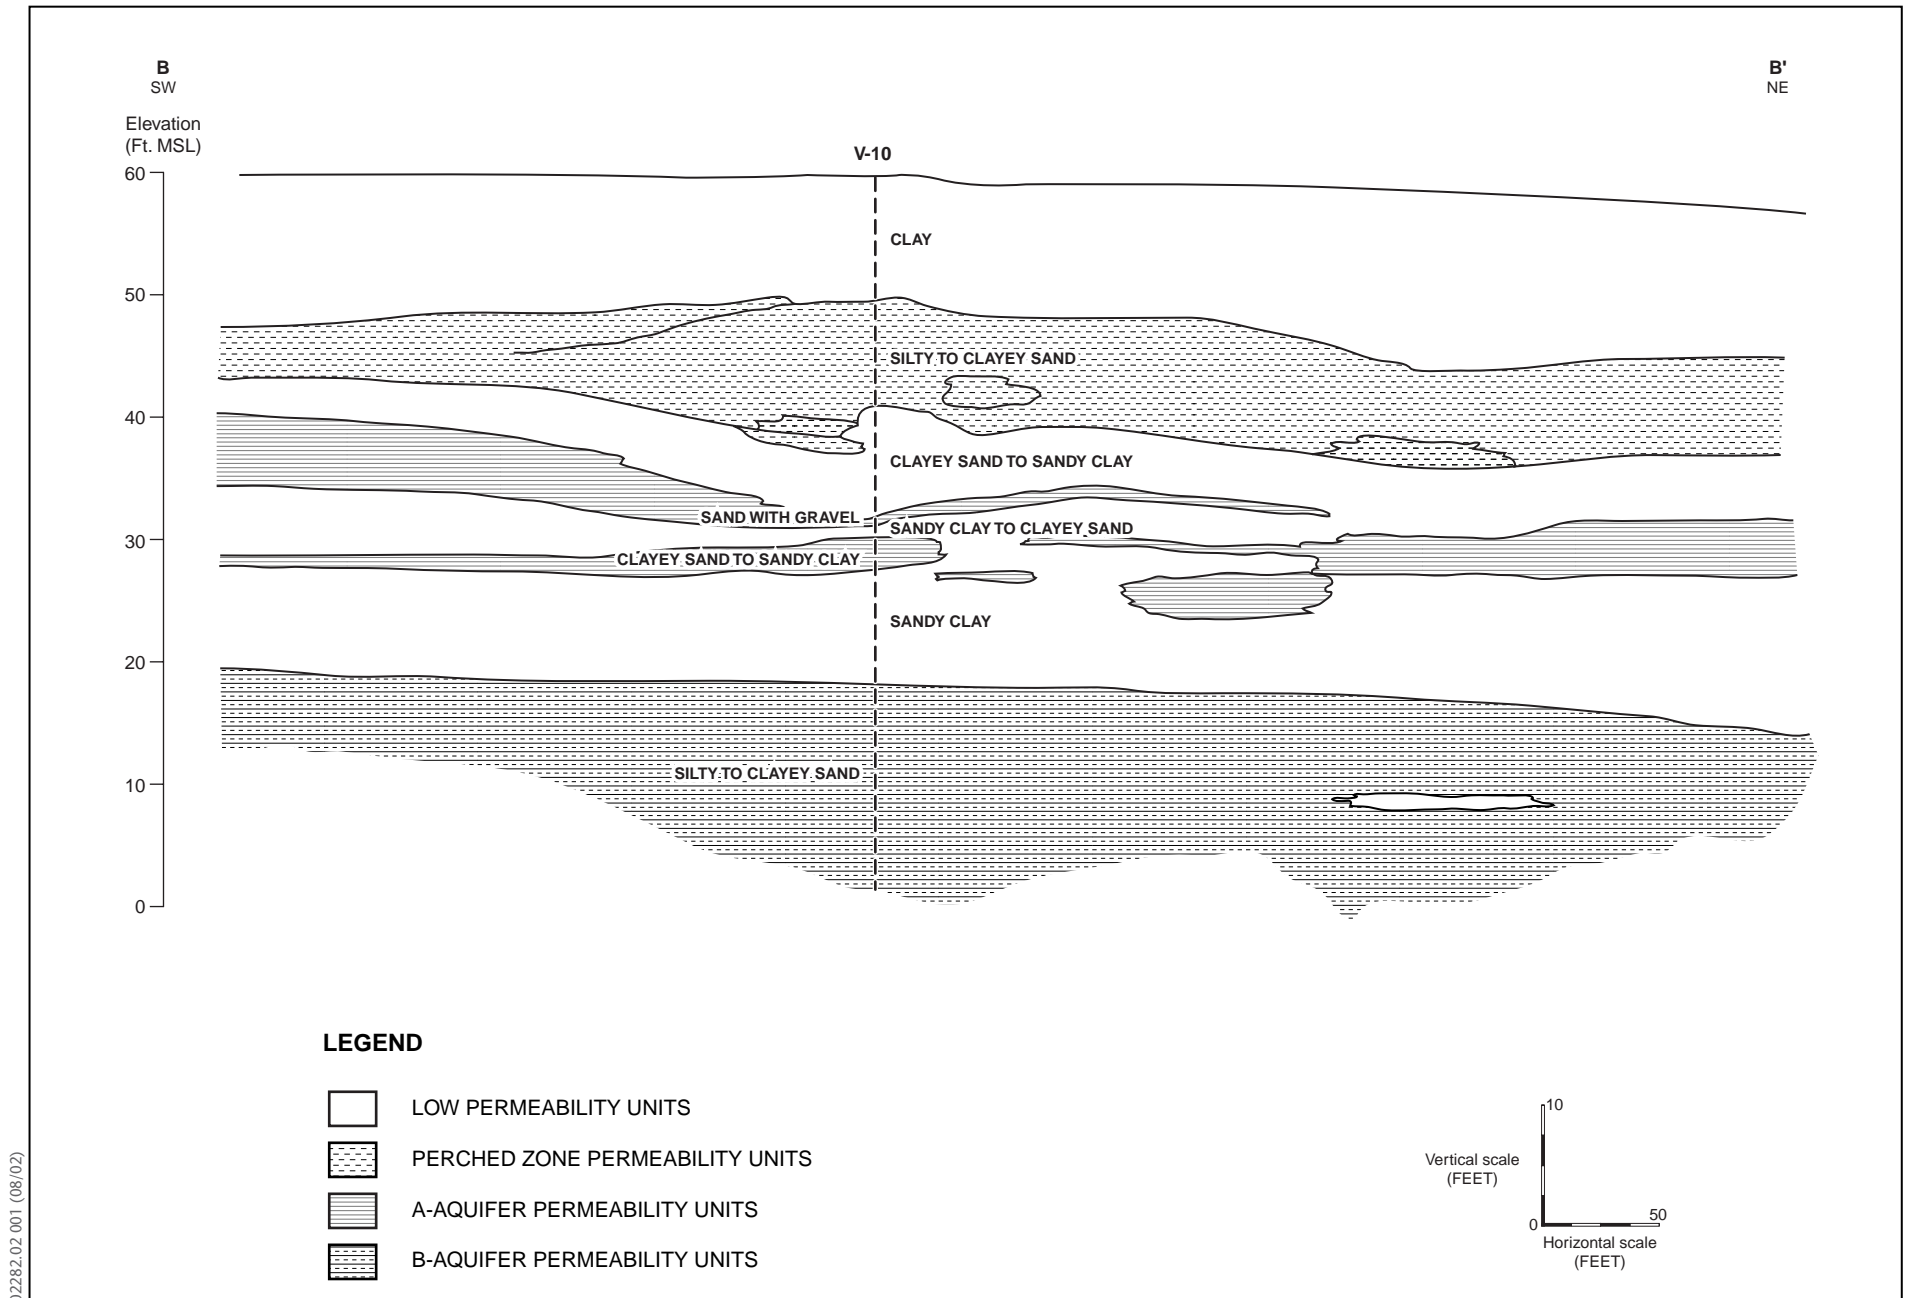 B
SW
B'
NE
Elevation
(Ft. MSL)
V-10
60
CLAY
50
SILTY TO CLAYEY SAND
40
CLAYEY SAND TO SANDY CLAY
SAND WITH GRAVEL
SANDY CLAY TO CLAYEY SAND
30
CLAYEY SAND TO SANDY CLAY
SANDY CLAY
20
SILTY TO CLAYEY SAND
10
0
LEGEND
LOW PERMEABILITY UNITS
PERCHED ZONE PERMEABILITY UNITS
A-AQUIFER PERMEABILITY UNITS
B-AQUIFER PERMEABILITY UNITS
10
Vertical scale
(FEET)
0
50
Horizontal scale
(FEET)
02282.02 001 (08/02)